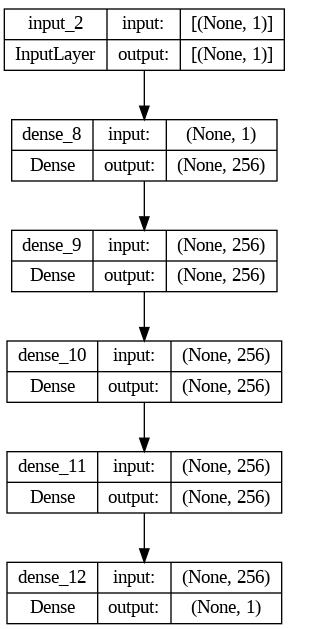 input_2 input: [(None, 1)]
InputLayer output: [(None, 1)]
dense_8 input: (None, 1)
Dense output: (None, 256)
dense_9 input: (None, 256)
Dense output: (None, 256)
dense_10 input: (None, 256)
Dense output: (None, 256)
dense_11 input: (None, 256)
Dense output: (None, 256)
dense_12 input: (None, 256)
Dense output: (None, 1)